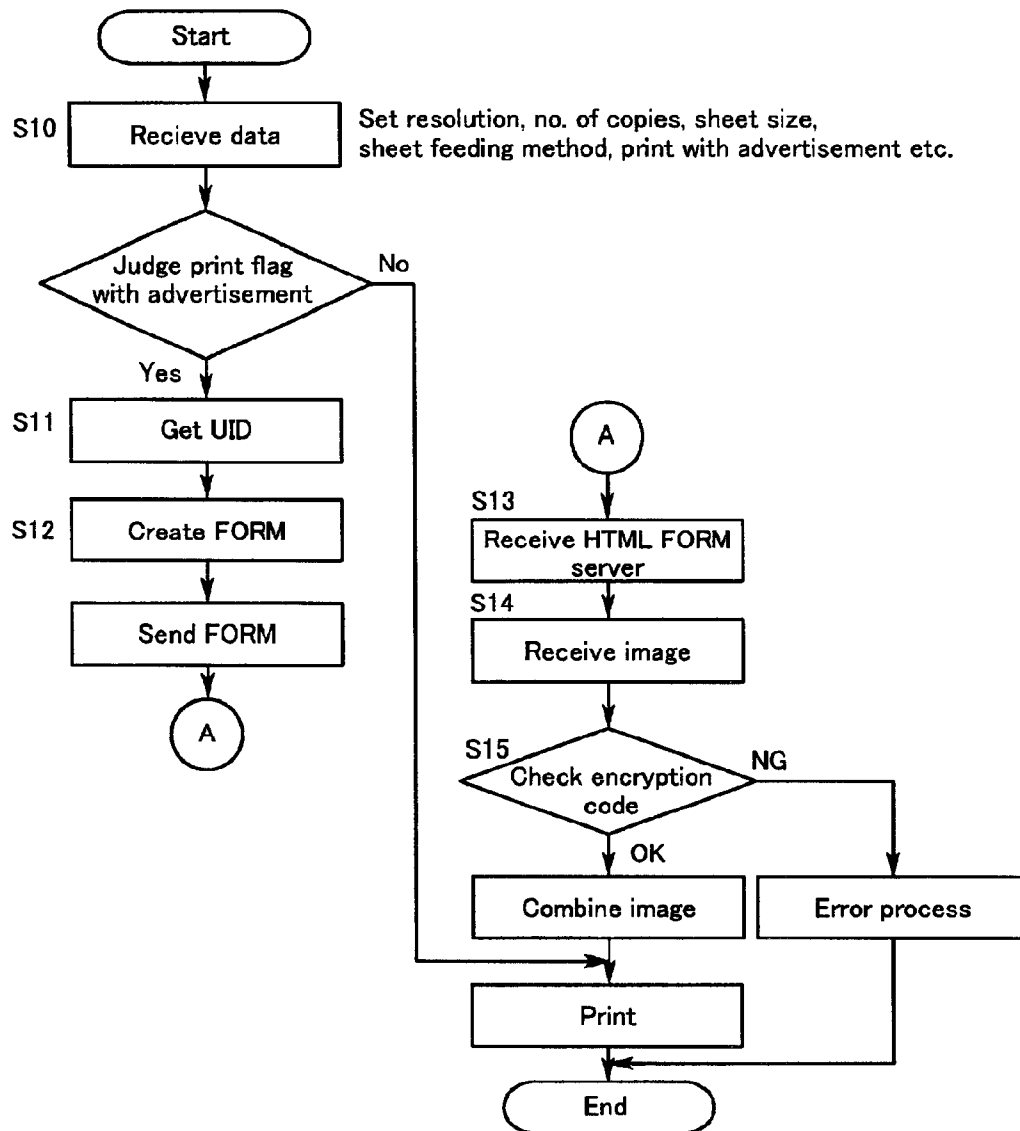 Start
S10
Recieve data
Set resolution, no. of copies, sheet size,
sheet feeding method, print with advertisement etc.
Judge print flag
with advertisement
No
Yes
S11
Get UID
S12
Create FORM
Send FORM
A
A
S13
Receive HTML FORM
server
S14
Receive image
S15
Check encryption
code
NG
OK
Combine image
Error process
Print
End